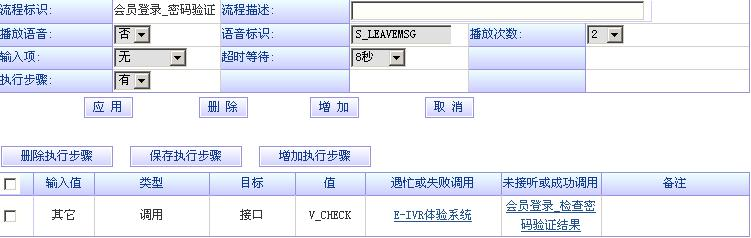 流程标识: 会员登录_密码验证 流程描述:
播放语音: 否 语音标识: S_LEAVEMSG 播放次数: 2
输入项: 无 超时等待: 8秒
执行步骤: 有
应 用 删 除 增 加 取 消
删除执行步骤 保存执行步骤 增加执行步骤
输入值 类型 目标 值 遇忙或失败调用 未接听或成功调用 备注
其它 调用 接口 V_CHECK E-IVR体验系统 会员登录_检查密
码验证结果